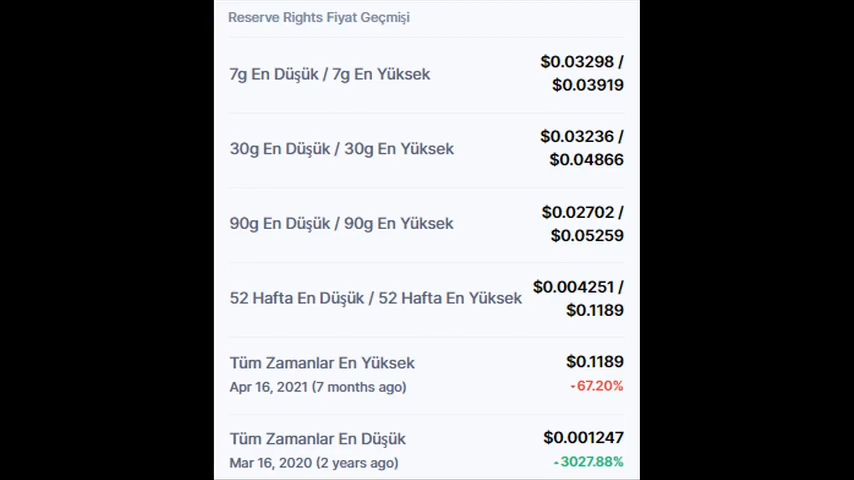 Reserve Rights Fiyat Geçmişi
7g En Düşük / 7g En Yüksek
$0.03298 /
$0.03919
30g En Düşük / 30g En Yüksek
$0.03236 /
$0.04866
90g En Düşük / 90g En Yüksek
$0.02702 /
$0.05259
52 Hafta En Düşük / 52 Hafta En Yüksek
$0.004251 /
$0.1189
Tüm Zamanlar En Yüksek
$0.1189
Apr 16, 2021 (7 months ago)
-67.20%
Tüm Zamanlar En Düşük
$0.001247
Mar 16, 2020 (2 years ago)
3027.88%